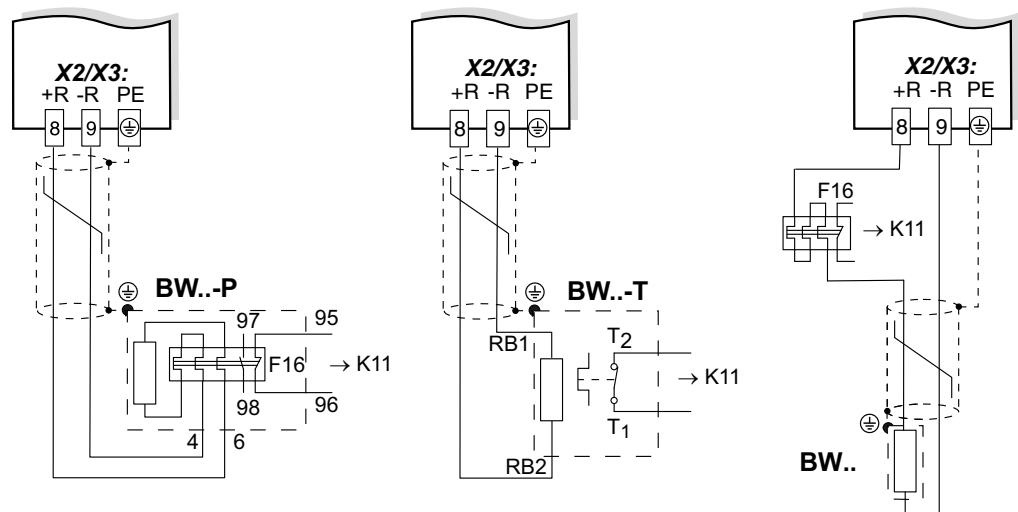 X2/X3:
+R -R PE
8 9
BW..-P
97 95
F16 → K11
98 96
4 6
X2/X3:
+R -R PE
8 9
BW..-T
RB1 T2
→ K11
T1
RB2
X2/X3:
+R -R PE
8 9
F16
→ K11
BW..